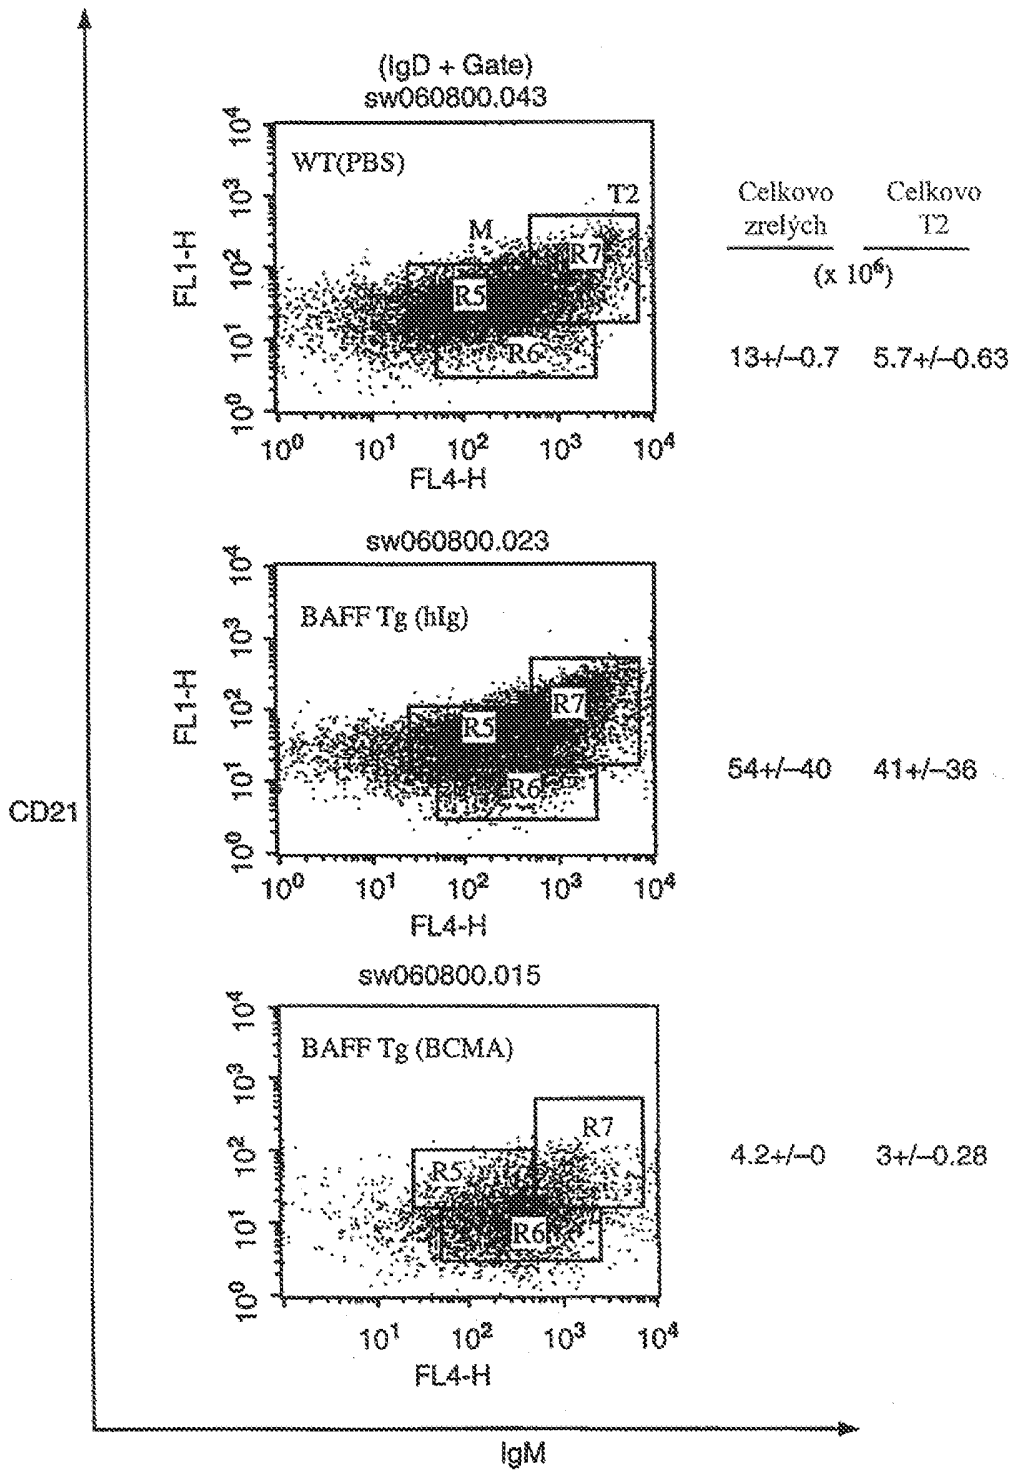 (IgD + Gate)
sw060800.043
WT(PBS)
T2
M
R7
R5
R6
FL1-H
10⁴
10³
10²
10¹
10⁰
10⁰ 10¹ 10² 10³ 10⁴
FL4-H
Celkovo zrelých
Celkovo T2
(x 10⁶)
13+/–0.7 5.7+/–0.63
sw060800.023
BAFF Tg (hIg)
R7
R5
R6
FL1-H
10⁴
10³
10²
10¹
10⁰
10⁰ 10¹ 10² 10³ 10⁴
FL4-H
54+/–40 41+/–36
CD21
sw060800.015
BAFF Tg (BCMA)
R7
R5
R6
10⁴
10³
10²
10¹
10⁰
10¹ 10² 10³ 10⁴
FL4-H
4.2+/–0 3+/–0.28
IgM